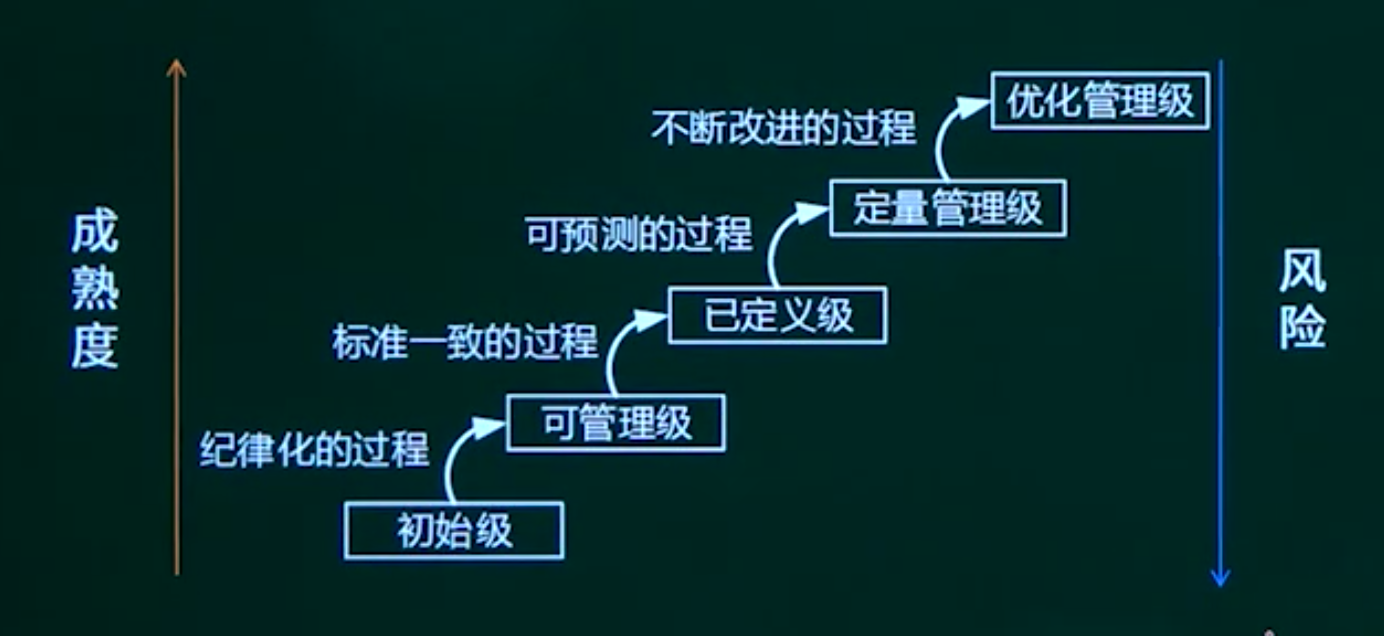 优化管理级
不断改进的过程
定量管理级
可预测的过程
已定义级
标准一致的过程
可管理级
纪律化的过程
初始级
成熟度
风险